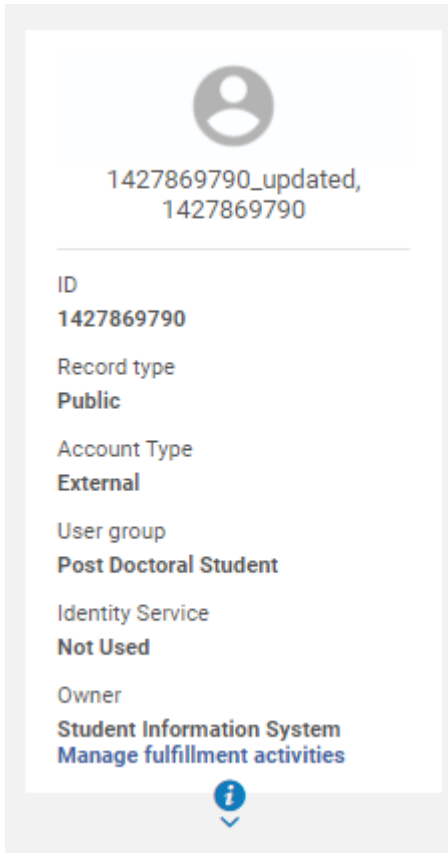 1427869790_updated,
1427869790
ID
1427869790
Record type
Public
Account Type
External
User group
Post Doctoral Student
Identity Service
Not Used
Owner
Student Information System
Manage fulfillment activities
i